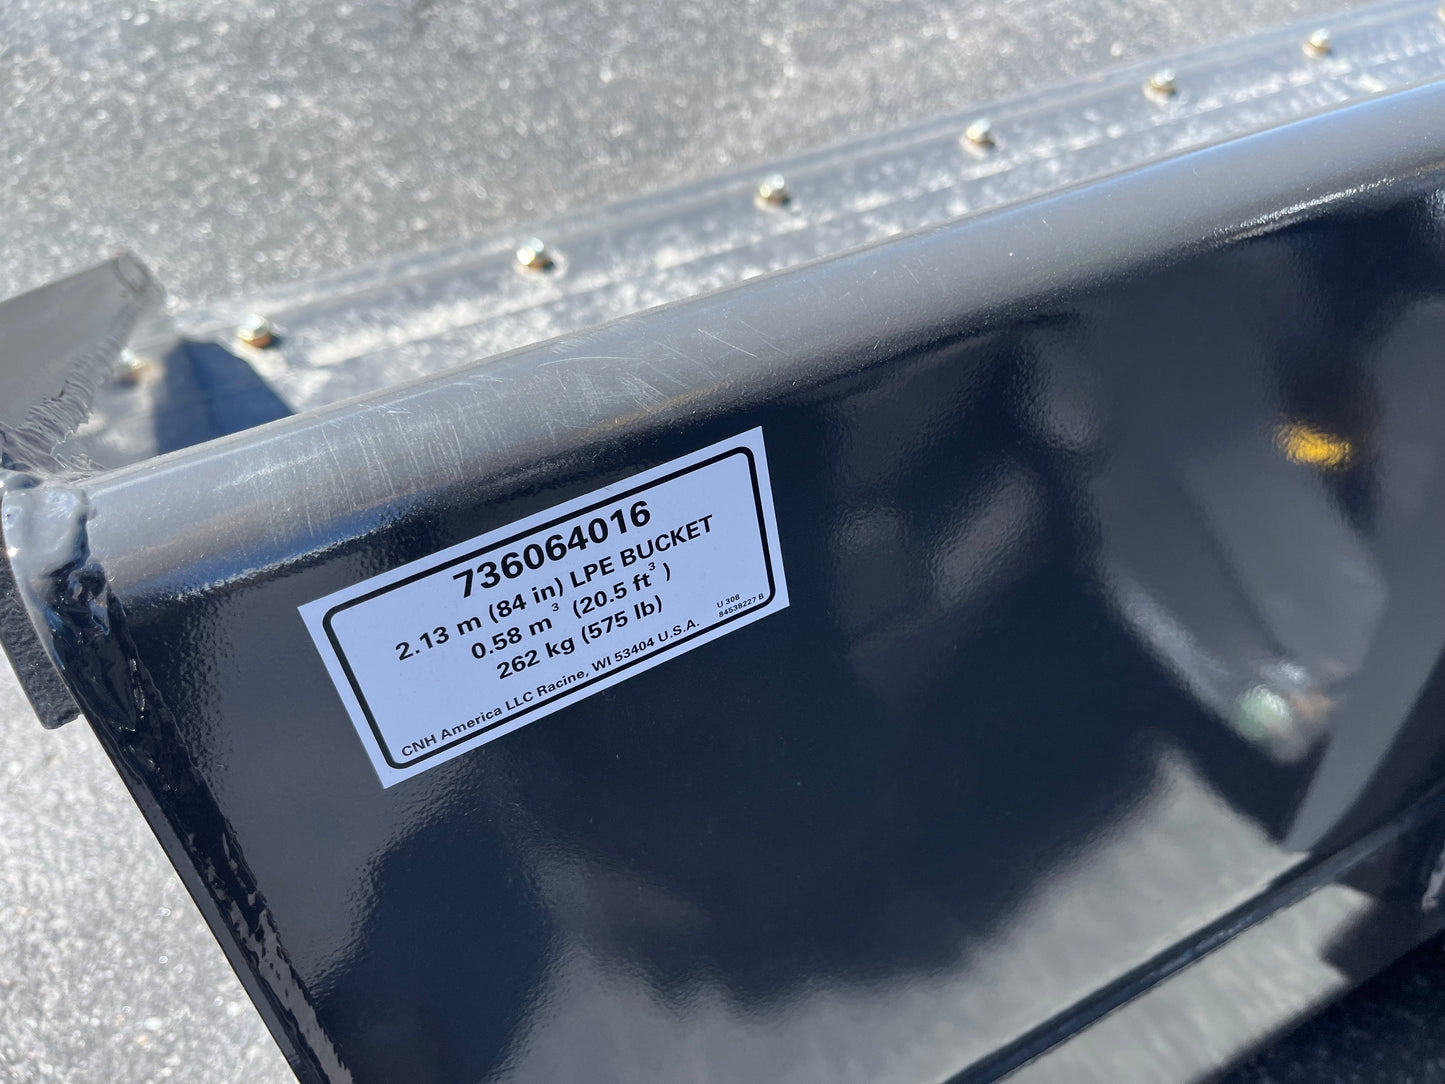 736064016
2.13 m (84 in) LPE BUCKET
0.58 m³ (20.5 ft³)
262 kg (575 lb)
CNH America LLC Racine, WI 53404 U.S.A.
U 308
84538227 B